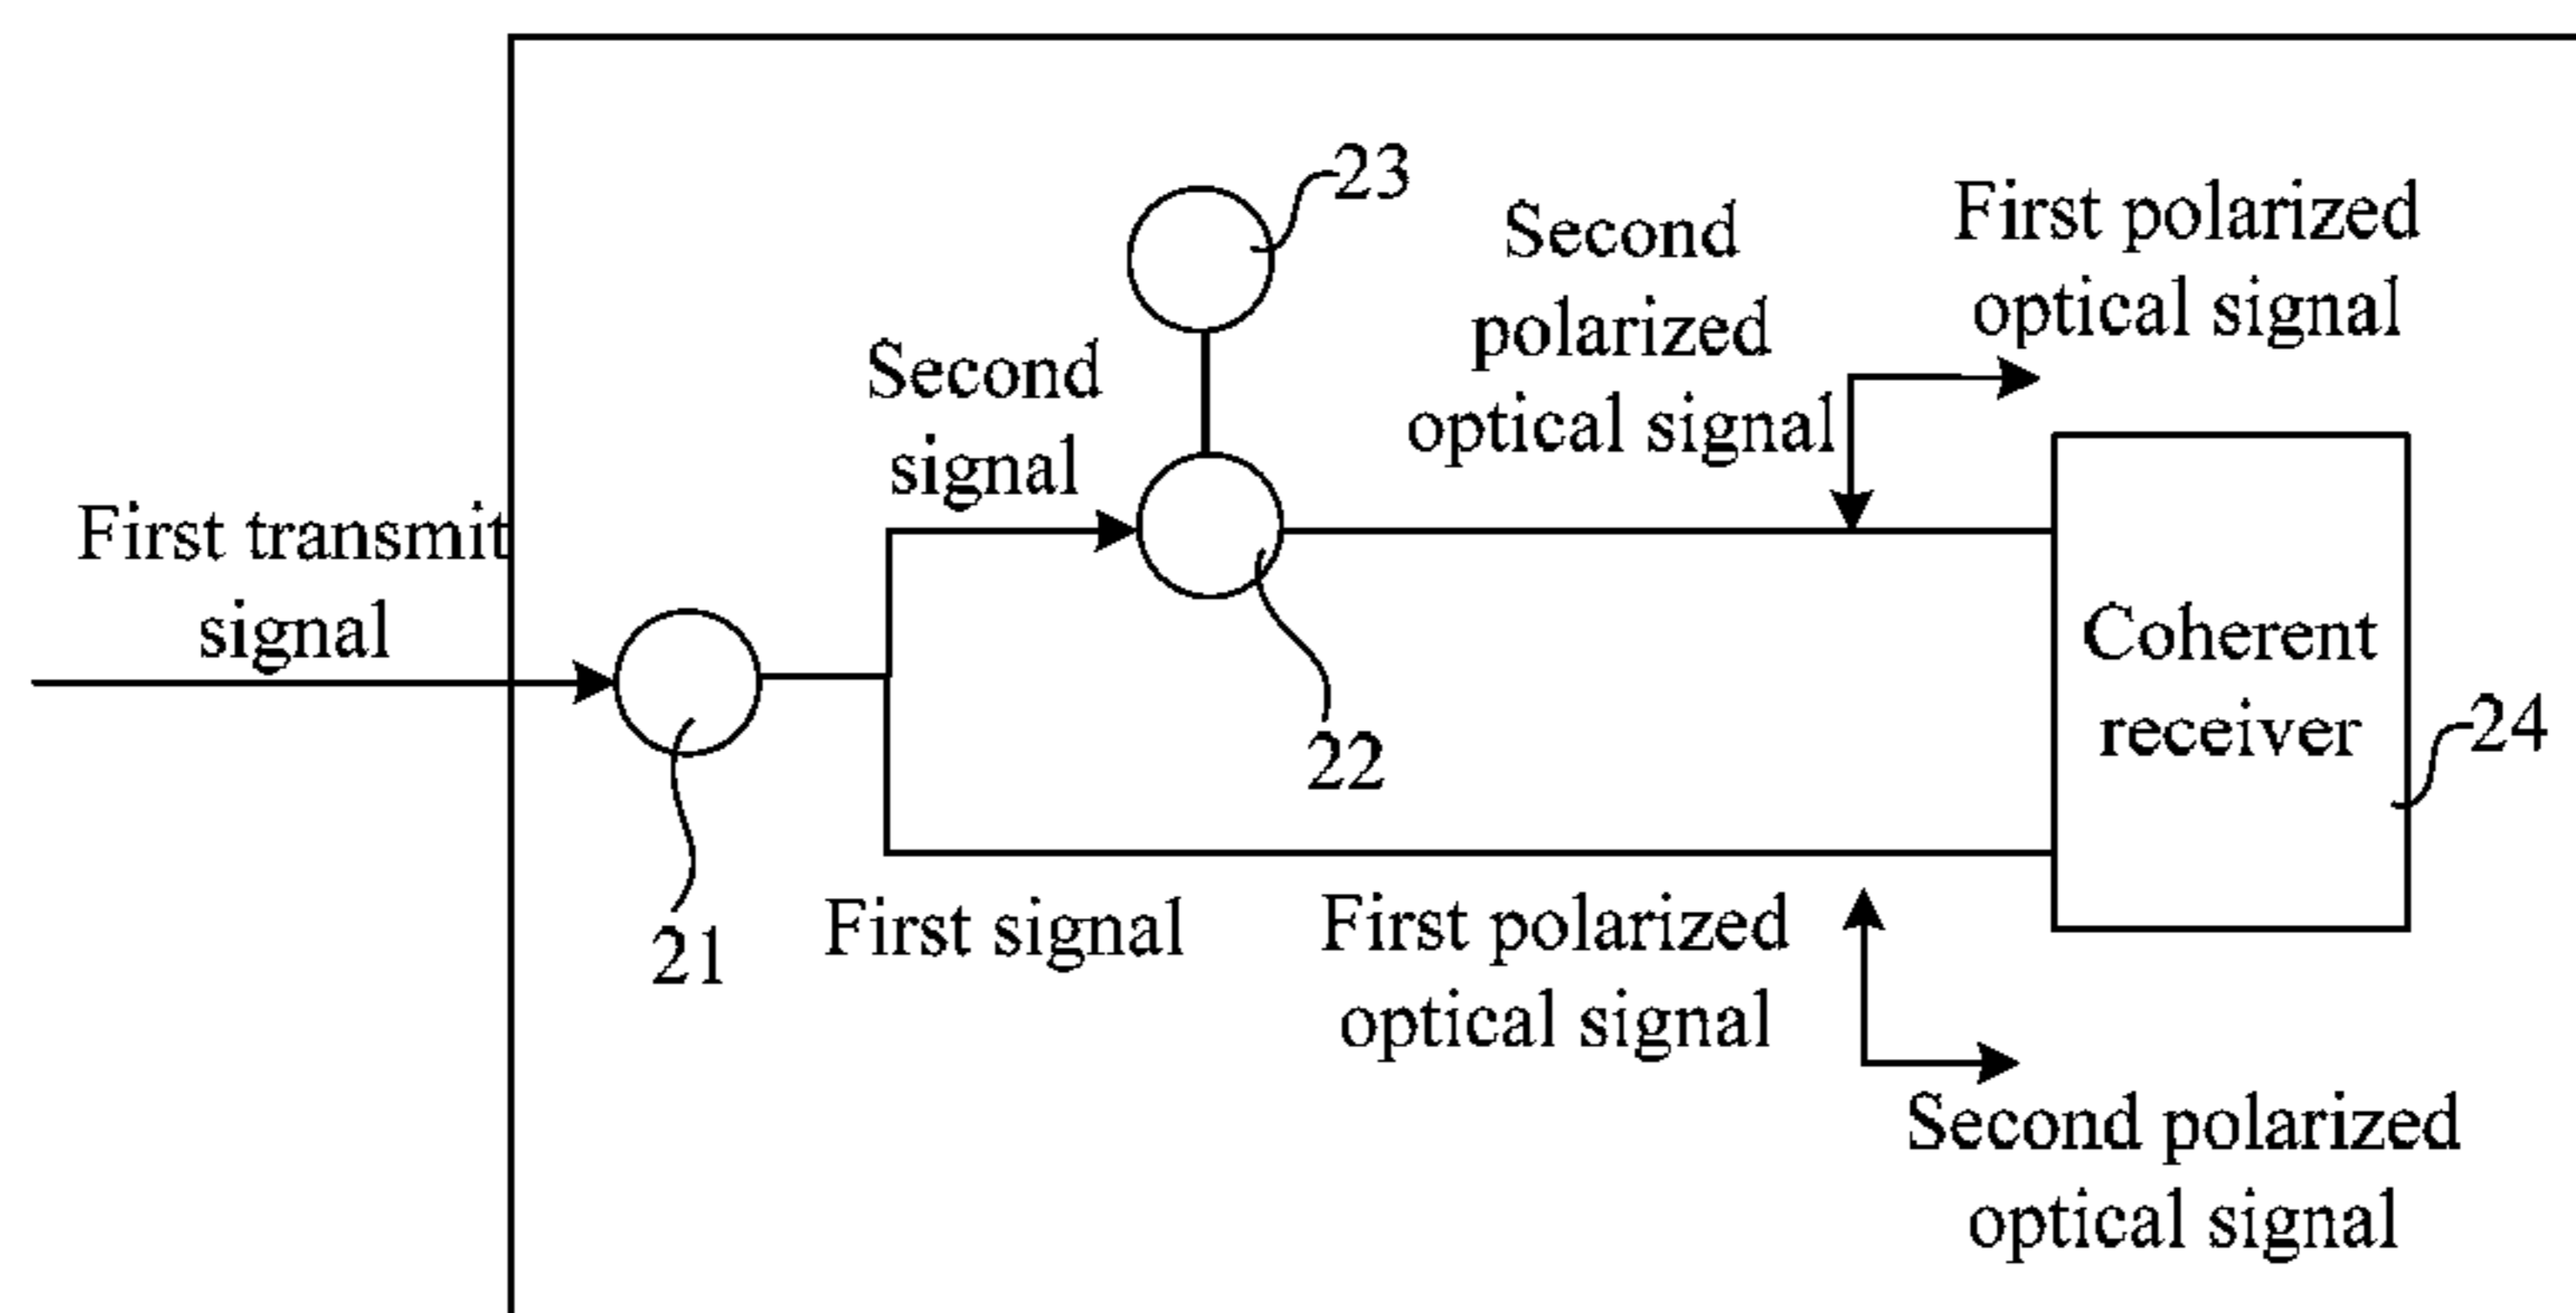 First transmit
signal
21
Second
signal
First signal
23
22
Second
polarized
optical signal
First polarized
optical signal
First polarized
optical signal
Second polarized
optical signal
Coherent
receiver
24